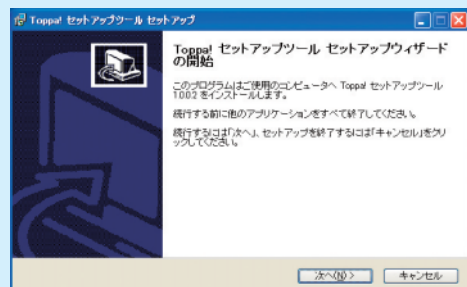 Toppa! セットアップツール セットアップ
Toppa! セットアップツール セットアップウィザード
の開始
このプログラムはご使用のコンピュータへ Toppa! セットアップツール
1.0.0.2 をインストールします。
続行する前に他のアプリケーションをすべて終了してください。
続行するには「次へ」、セットアップを終了するには「キャンセル」をクリ
ックしてください。
次へ(N) >
キャンセル